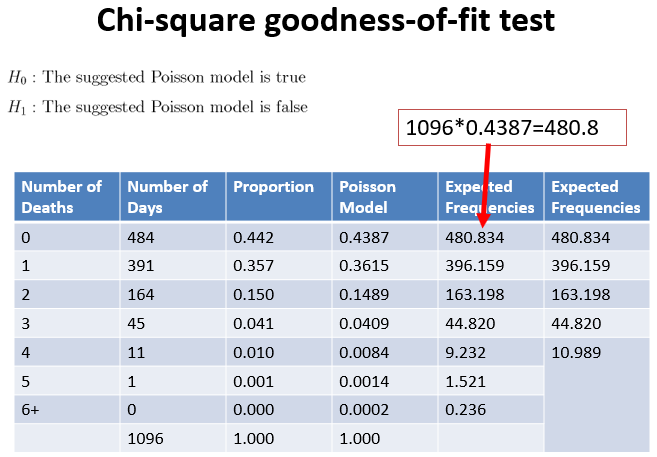 Chi-square goodness-of-fit test
H₀ : The suggested Poisson model is true
H₁ : The suggested Poisson model is false
1096*0.4387=480.8
Number of Deaths Number of Days Proportion Poisson Model Expected Frequencies Expected Frequencies
0 484 0.442 0.4387 480.834 480.834
1 391 0.357 0.3615 396.159 396.159
2 164 0.150 0.1489 163.198 163.198
3 45 0.041 0.0409 44.820 44.820
4 11 0.010 0.0084 9.232 10.989
5 1 0.001 0.0014 1.521
6+ 0 0.000 0.0002 0.236
1096 1.000 1.000